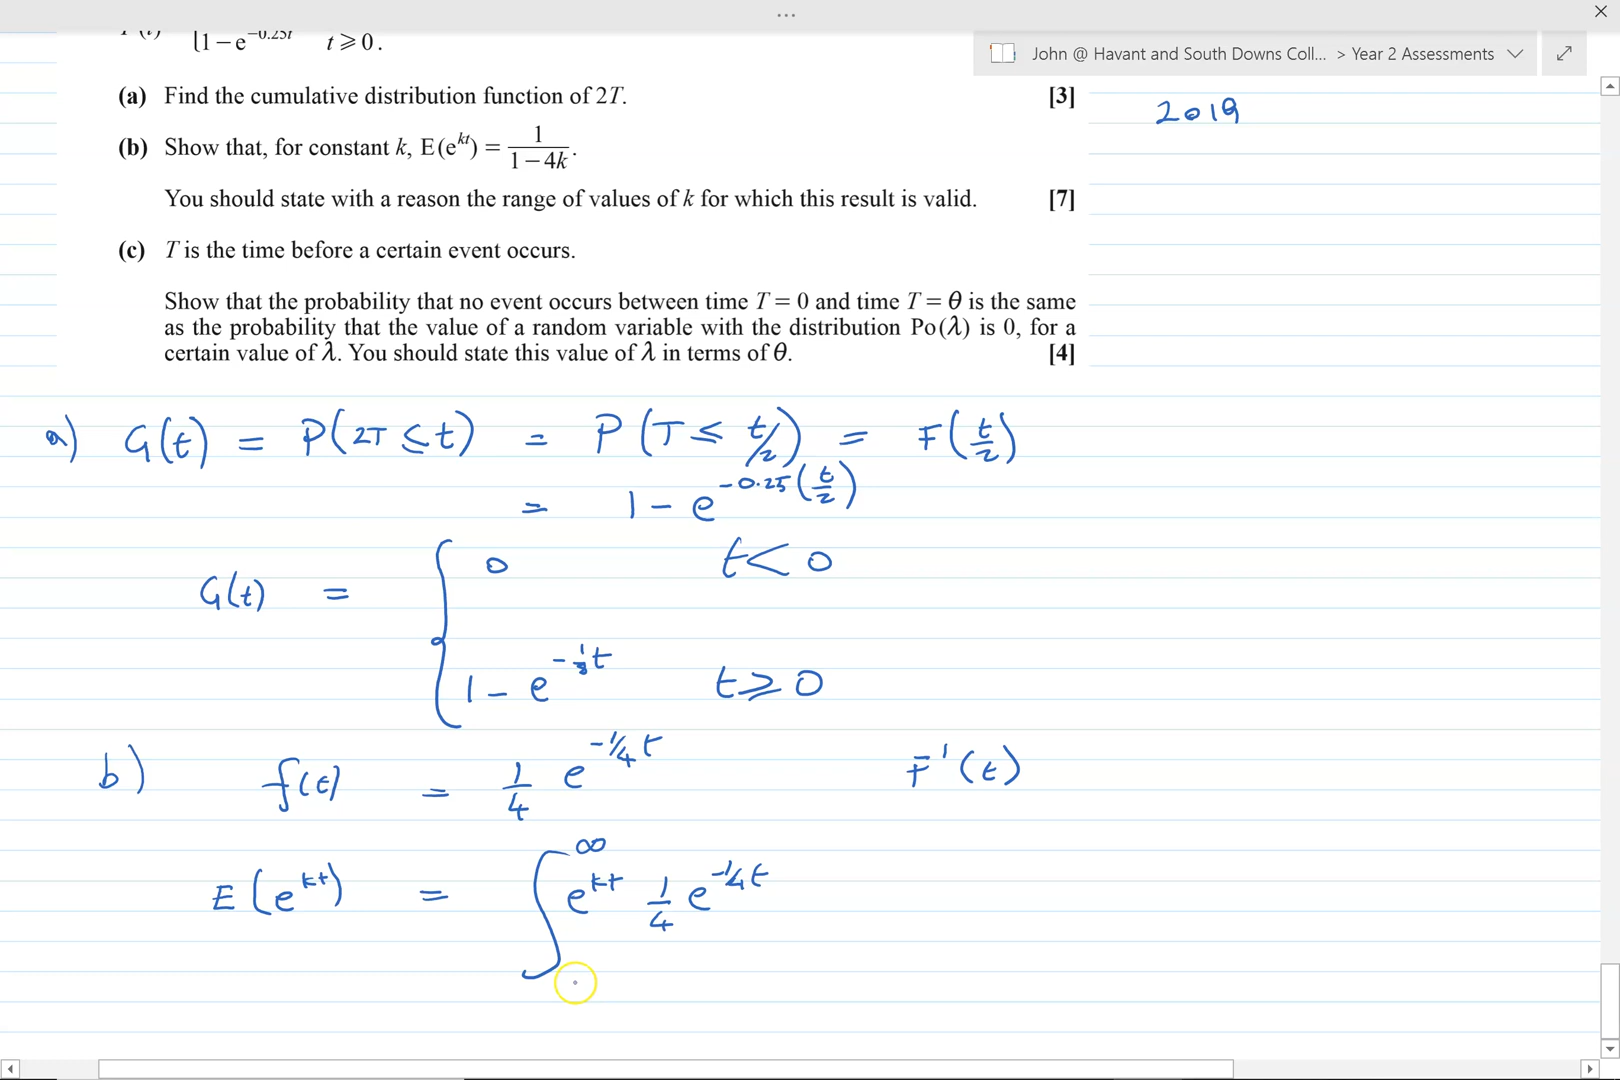 ...
John @ Havant and South Downs Coll... > Year 2 Assessments
1 − e^−0.25t   t ⩾ 0.
2019
(a) Find the cumulative distribution function of 2T. [3]
(b) Show that, for constant k, E(e^kt) = 1/(1 − 4k).
You should state with a reason the range of values of k for which this result is valid. [7]
(c) T is the time before a certain event occurs.
Show that the probability that no event occurs between time T = 0 and time T = θ is the same
as the probability that the value of a random variable with the distribution Po(λ) is 0, for a
certain value of λ. You should state this value of λ in terms of θ. [4]
a) G(t) = P(2T ≤ t) = P(T ≤ t/2) = F(t/2)
= 1 − e^−0.25(t/2)
G(t) = { 0   t < 0
1 − e^−⅛t   t ⩾ 0
b) f(t) = 1/4 e^−1/4t   F'(t)
E(e^kt) = ∫^∞ e^kt 1/4 e^−1/4t